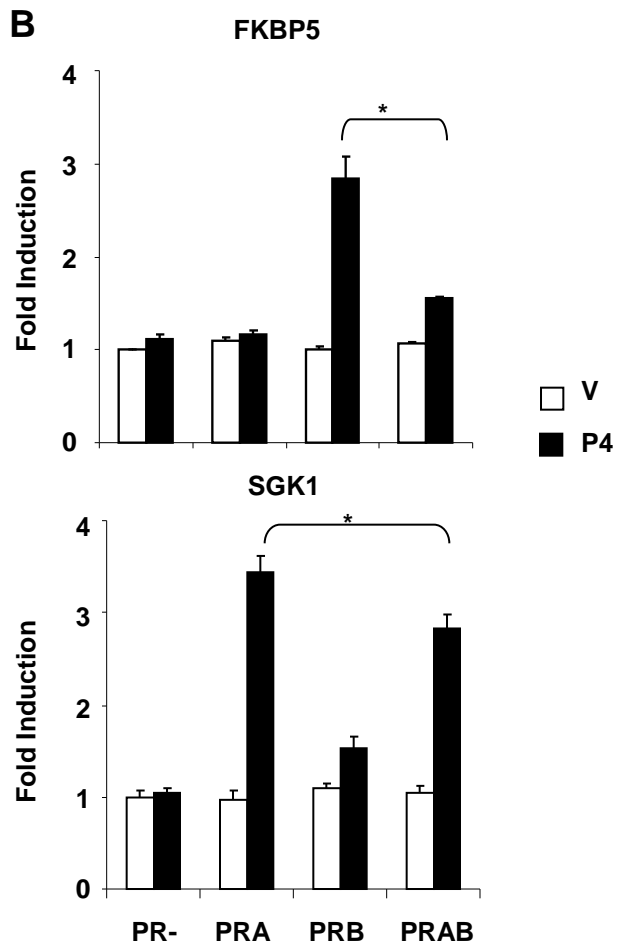 B
FKBP5
4
*
3
2
1
0
Fold Induction
V
P4
SGK1
4
*
3
2
1
0
Fold Induction
PR- PRA PRB PRAB